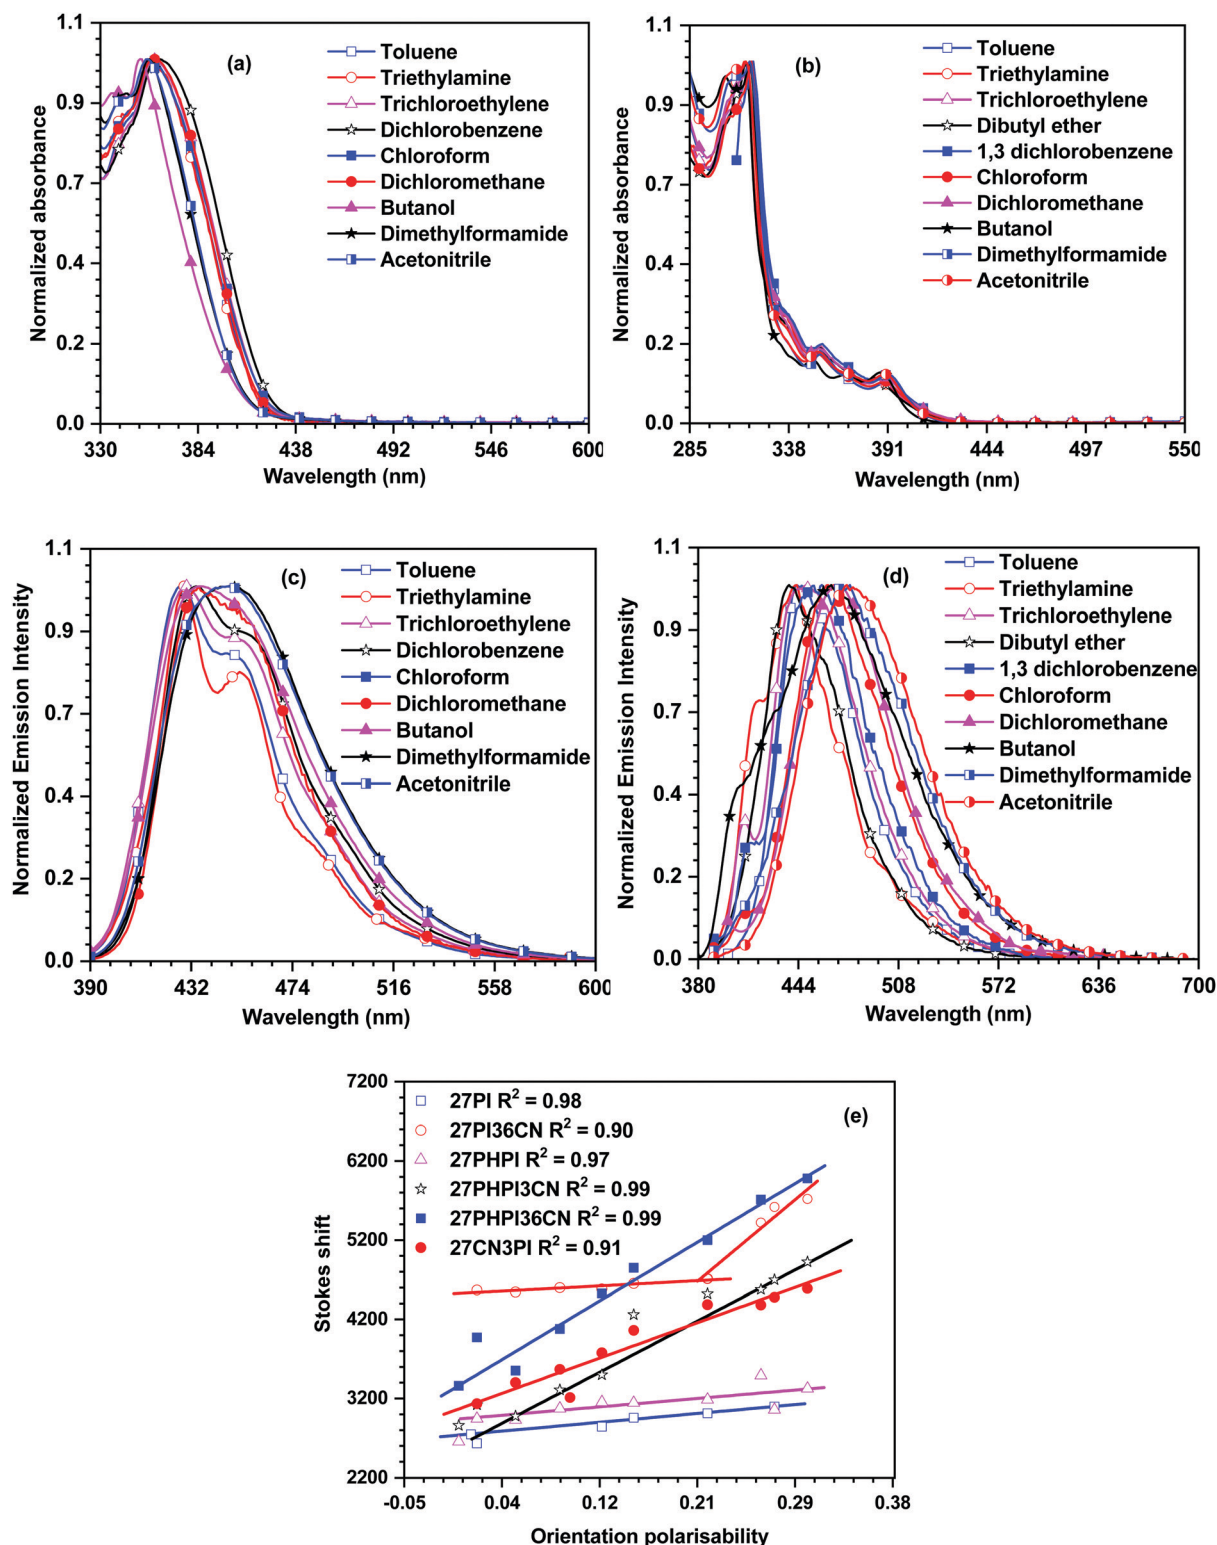 1.1
0.9
0.7
0.4
0.2
0.0
Normalized absorbance
(a)
Toluene
Triethylamine
Trichloroethylene
Dichlorobenzene
Chloroform
Dichloromethane
Butanol
Dimethylformamide
Acetonitrile
330 384 438 492 546 600
Wavelength (nm)
1.1
0.9
0.7
0.4
0.2
0.0
Normalized absorbance
(b)
Toluene
Triethylamine
Trichloroethylene
Dibutyl ether
1,3 dichlorobenzene
Chloroform
Dichloromethane
Butanol
Dimethylformamide
Acetonitrile
285 338 391 444 497 550
Wavelength (nm)
1.1
0.9
0.7
0.4
0.2
0.0
Normalized Emission Intensity
(c)
Toluene
Triethylamine
Trichloroethylene
Dichlorobenzene
Chloroform
Dichloromethane
Butanol
Dimethylformamide
Acetonitrile
390 432 474 516 558 600
Wavelength (nm)
1.1
0.9
0.7
0.4
0.2
0.0
Normalized Emission Intensity
(d)
Toluene
Triethylamine
Trichloroethylene
Dibutyl ether
1,3 dichlorobenzene
Chloroform
Dichloromethane
Butanol
Dimethylformamide
Acetonitrile
380 444 508 572 636 700
Wavelength (nm)
7200
6200
5200
4200
3200
2200
Stokes shift
(e)
27PI R² = 0.98
27PI36CN R² = 0.90
27PHPI R² = 0.97
27PHPI3CN R² = 0.99
27PHPI36CN R² = 0.99
27CN3PI R² = 0.91
-0.05 0.04 0.12 0.21 0.29 0.38
Orientation polarisability